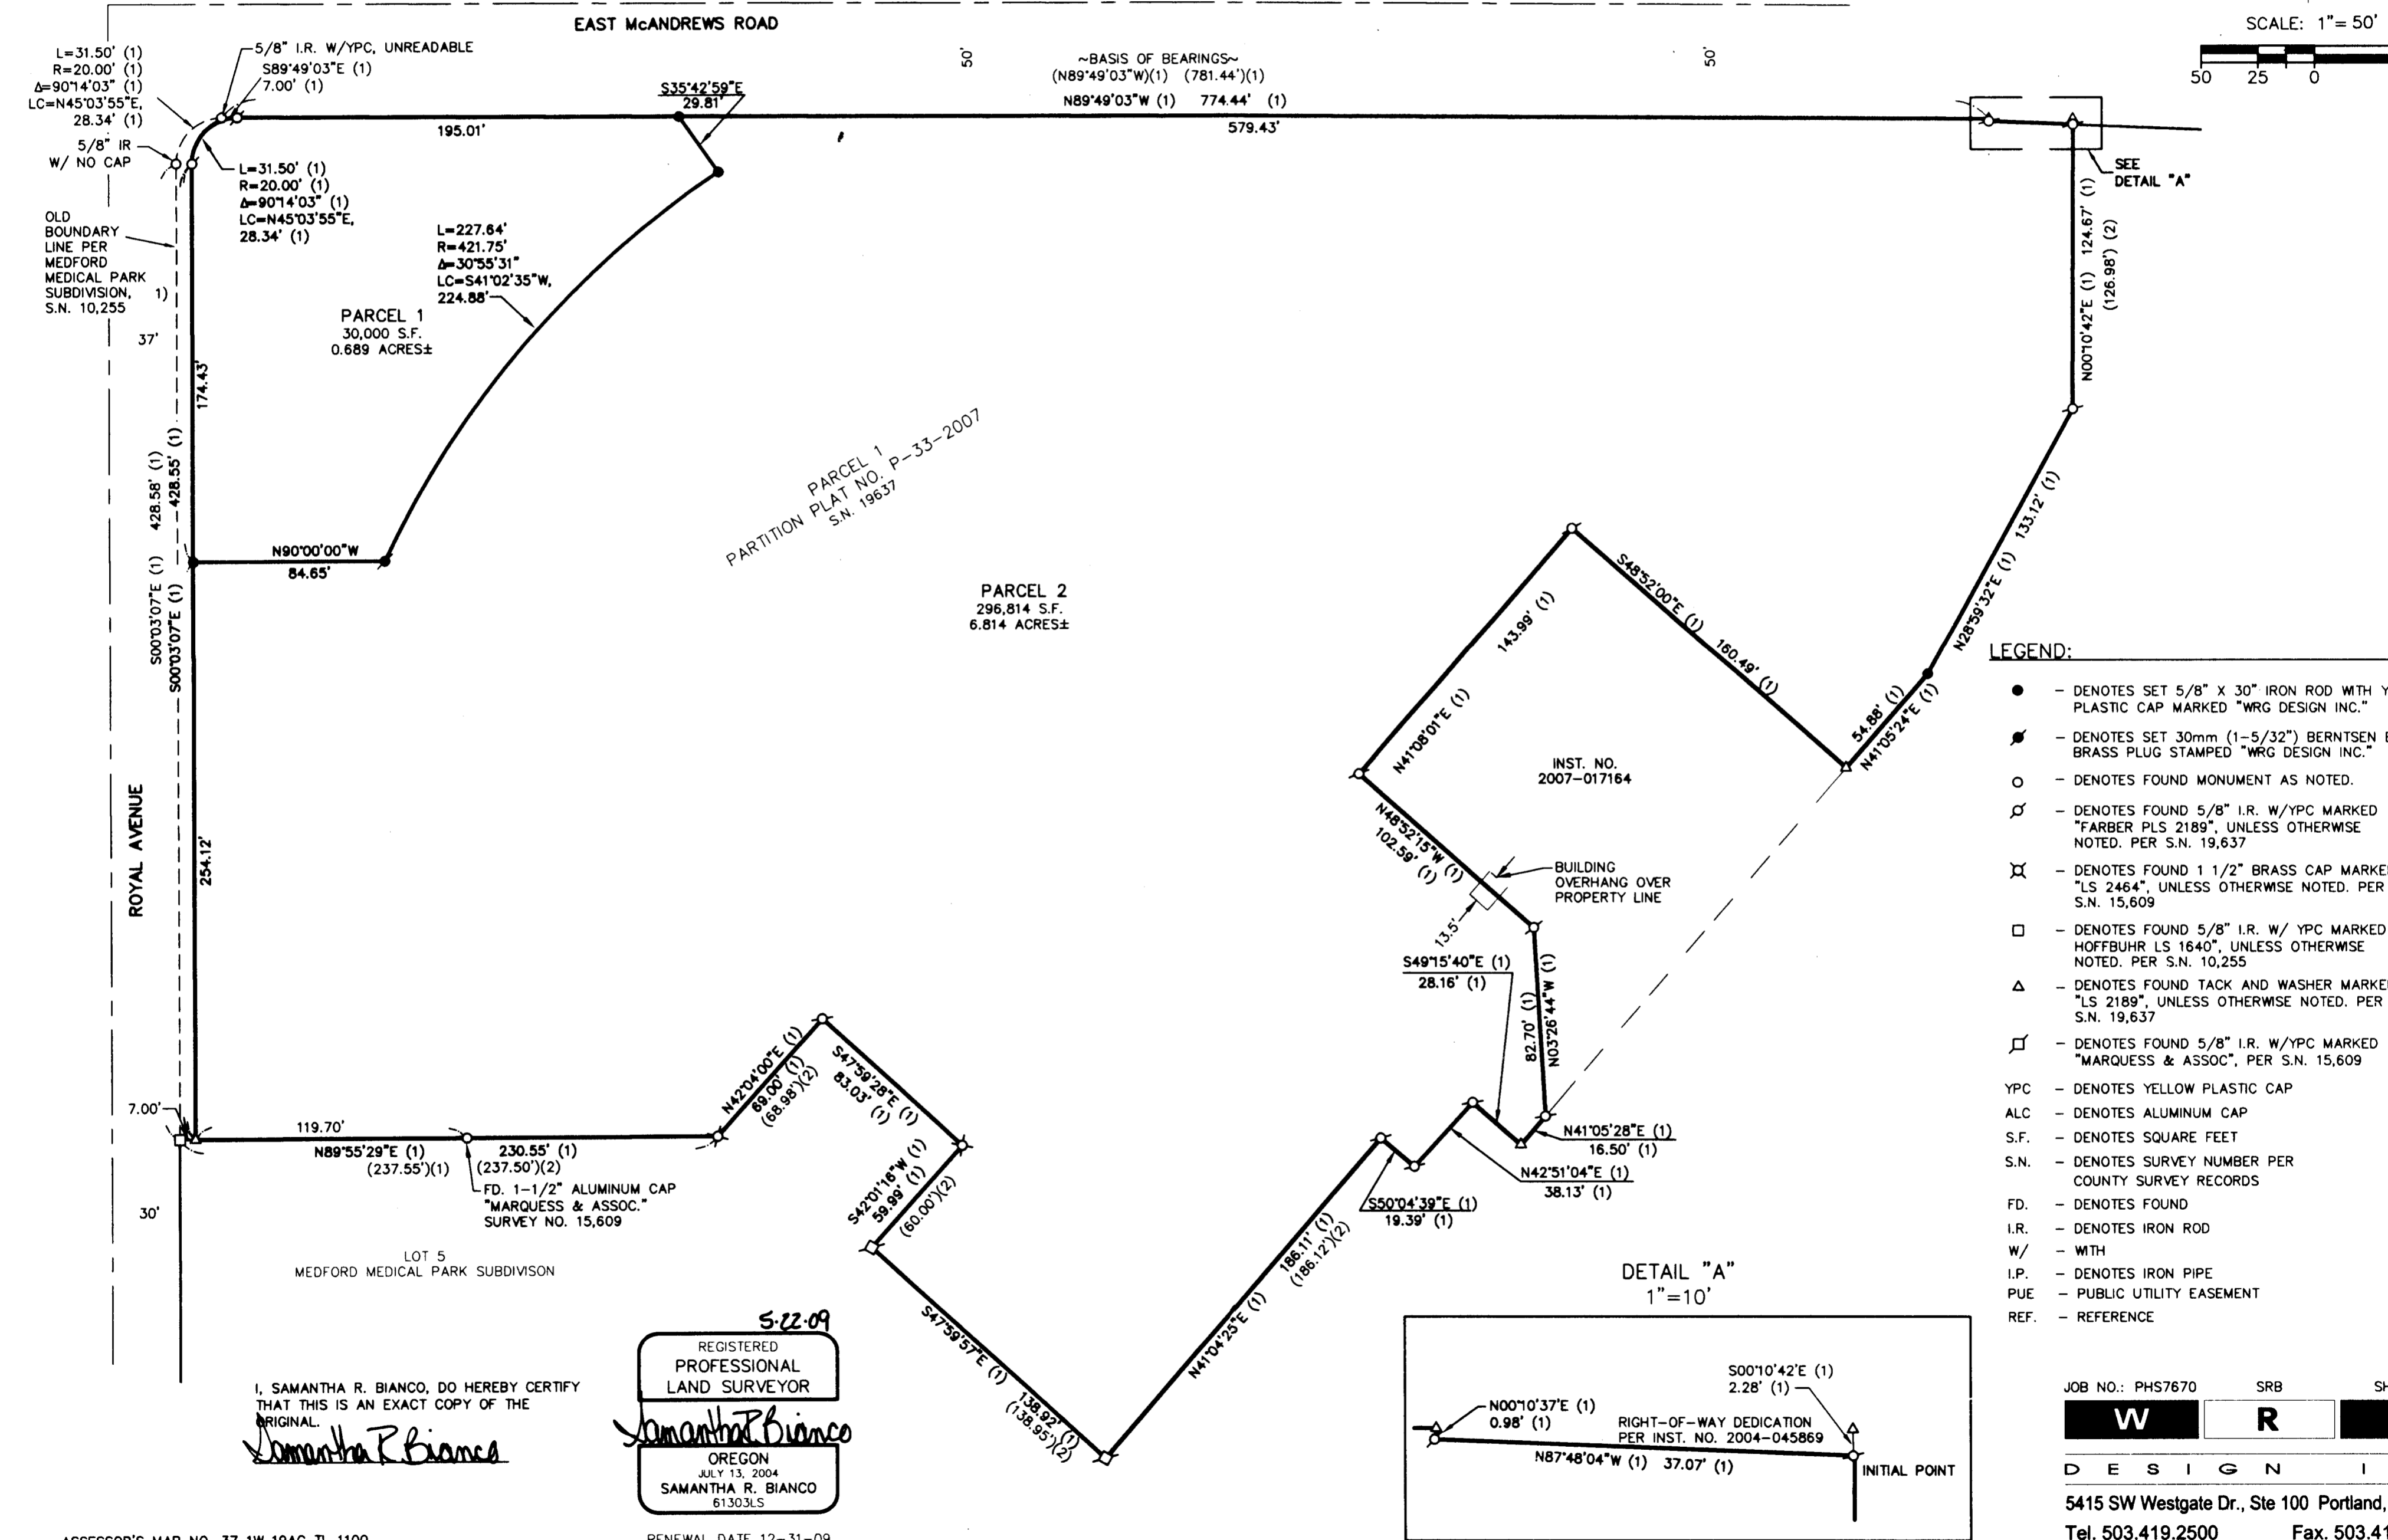 EAST McANDREWS ROAD
SCALE: 1"= 50'
50 25 0
L=31.50' (1)
R=20.00' (1)
Δ=90°14'03" (1)
LC=N45°03'55"E,
28.34' (1)
5/8" I.R. W/YPC, UNREADABLE
S89°49'03"E (1)
7.00' (1)
5/8" IR
W/ NO CAP
L=31.50' (1)
R=20.00' (1)
Δ=90°14'03" (1)
LC=N45°03'55"E,
28.34' (1)
195.01'
S35°42'59"E
29.81'
50'
~BASIS OF BEARINGS~
(N89°49'03"W)(1) (781.44')(1)
N89°49'03"W (1) 774.44' (1)
579.43'
50'
SEE
DETAIL "A"
N00°10'42"E (1) 124.67' (1)
(126.98') (2)
OLD
BOUNDARY
LINE PER
MEDFORD
MEDICAL PARK
SUBDIVISION, 1)
S.N. 10,255
37'
L=227.64'
R=421.75'
Δ=30°55'31"
LC=S41°02'35"W,
224.88'
PARCEL 1
30,000 S.F.
0.689 ACRES±
174.43'
S00°03'07"E (1) 428.58' (1)
S00°03'07"E (1) 428.55' (1)
N90°00'00"W
84.65'
PARCEL 1
PARTITION PLAT NO. P-33-2007
S.N. 19637
PARCEL 2
296,814 S.F.
6.814 ACRES±
N28°59'32"E (1) 133.12' (1)
S48°52'00"E (1) 160.49' (1)
N41°08'01"E (1) 143.99' (1)
54.88' (1)
N41°05'24"E (1)
INST. NO.
2007-017164
N48°52'15"W (1)
102.59' (1)
BUILDING
OVERHANG OVER
PROPERTY LINE
13.5'
ROYAL AVENUE
254.12'
S49°15'40"E (1)
28.16' (1)
82.70' (1)
N03°26'44"W (1)
7.00'
119.70'
N89°55'29"E (1) 230.55' (1)
(237.55')(1) (237.50')(2)
FD. 1-1/2" ALUMINUM CAP
"MARQUESS & ASSOC."
SURVEY NO. 15,609
30'
LOT 5
MEDFORD MEDICAL PARK SUBDIVISON
N42°04'00"E (1)
69.00' (1)
(68.98')(2)
S47°59'28"E (1)
83.03' (1)
S42°01'16"W (1)
59.99' (1)
(60.00')(2)
S47°59'57"E (1) 138.92' (1)
(138.95')(2)
N41°04'25"E (1) 186.11' (1)
(186.12')(2)
S50°04'39"E (1)
19.39' (1)
N42°51'04"E (1)
38.13' (1)
N41°05'28"E (1)
16.50' (1)
LEGEND:
– DENOTES SET 5/8" X 30" IRON ROD WITH
PLASTIC CAP MARKED "WRG DESIGN INC."
– DENOTES SET 30mm (1-5/32") BERNTSEN
BRASS PLUG STAMPED "WRG DESIGN INC."
– DENOTES FOUND MONUMENT AS NOTED.
– DENOTES FOUND 5/8" I.R. W/YPC MARKED
"FARBER PLS 2189", UNLESS OTHERWISE
NOTED. PER S.N. 19,637
– DENOTES FOUND 1 1/2" BRASS CAP MARKE
"LS 2464", UNLESS OTHERWISE NOTED. PER
S.N. 15,609
– DENOTES FOUND 5/8" I.R. W/ YPC MARKED
HOFFBUHR LS 1640", UNLESS OTHERWISE
NOTED. PER S.N. 10,255
– DENOTES FOUND TACK AND WASHER MARKE
"LS 2189", UNLESS OTHERWISE NOTED. PER
S.N. 19,637
– DENOTES FOUND 5/8" I.R. W/YPC MARKED
"MARQUESS & ASSOC", PER S.N. 15,609
YPC – DENOTES YELLOW PLASTIC CAP
ALC – DENOTES ALUMINUM CAP
S.F. – DENOTES SQUARE FEET
S.N. – DENOTES SURVEY NUMBER PER
COUNTY SURVEY RECORDS
FD. – DENOTES FOUND
I.R. – DENOTES IRON ROD
W/ – WITH
I.P. – DENOTES IRON PIPE
PUE – PUBLIC UTILITY EASEMENT
REF. – REFERENCE
DETAIL "A"
1"=10'
N00°10'37'E (1)
0.98' (1)
RIGHT-OF-WAY DEDICATION
PER INST. NO. 2004-045869
N87°48'04"W (1) 37.07' (1)
S00°10'42'E (1)
2.28' (1)
INITIAL POINT
I, SAMANTHA R. BIANCO, DO HEREBY CERTIFY
THAT THIS IS AN EXACT COPY OF THE
ORIGINAL.
Samantha R Bianco
5-22-09
REGISTERED
PROFESSIONAL
LAND SURVEYOR
Samantha R Bianco
OREGON
JULY 13, 2004
SAMANTHA R. BIANCO
61303LS
RENEWAL DATE 12-31-09
ASSESSOR'S MAP NO. 37 1W 19AC TL 1100
JOB NO.: PHS7670 SRB
W R
D E S I G N I
5415 SW Westgate Dr., Ste 100 Portland,
Tel. 503.419.2500 Fax. 503.41